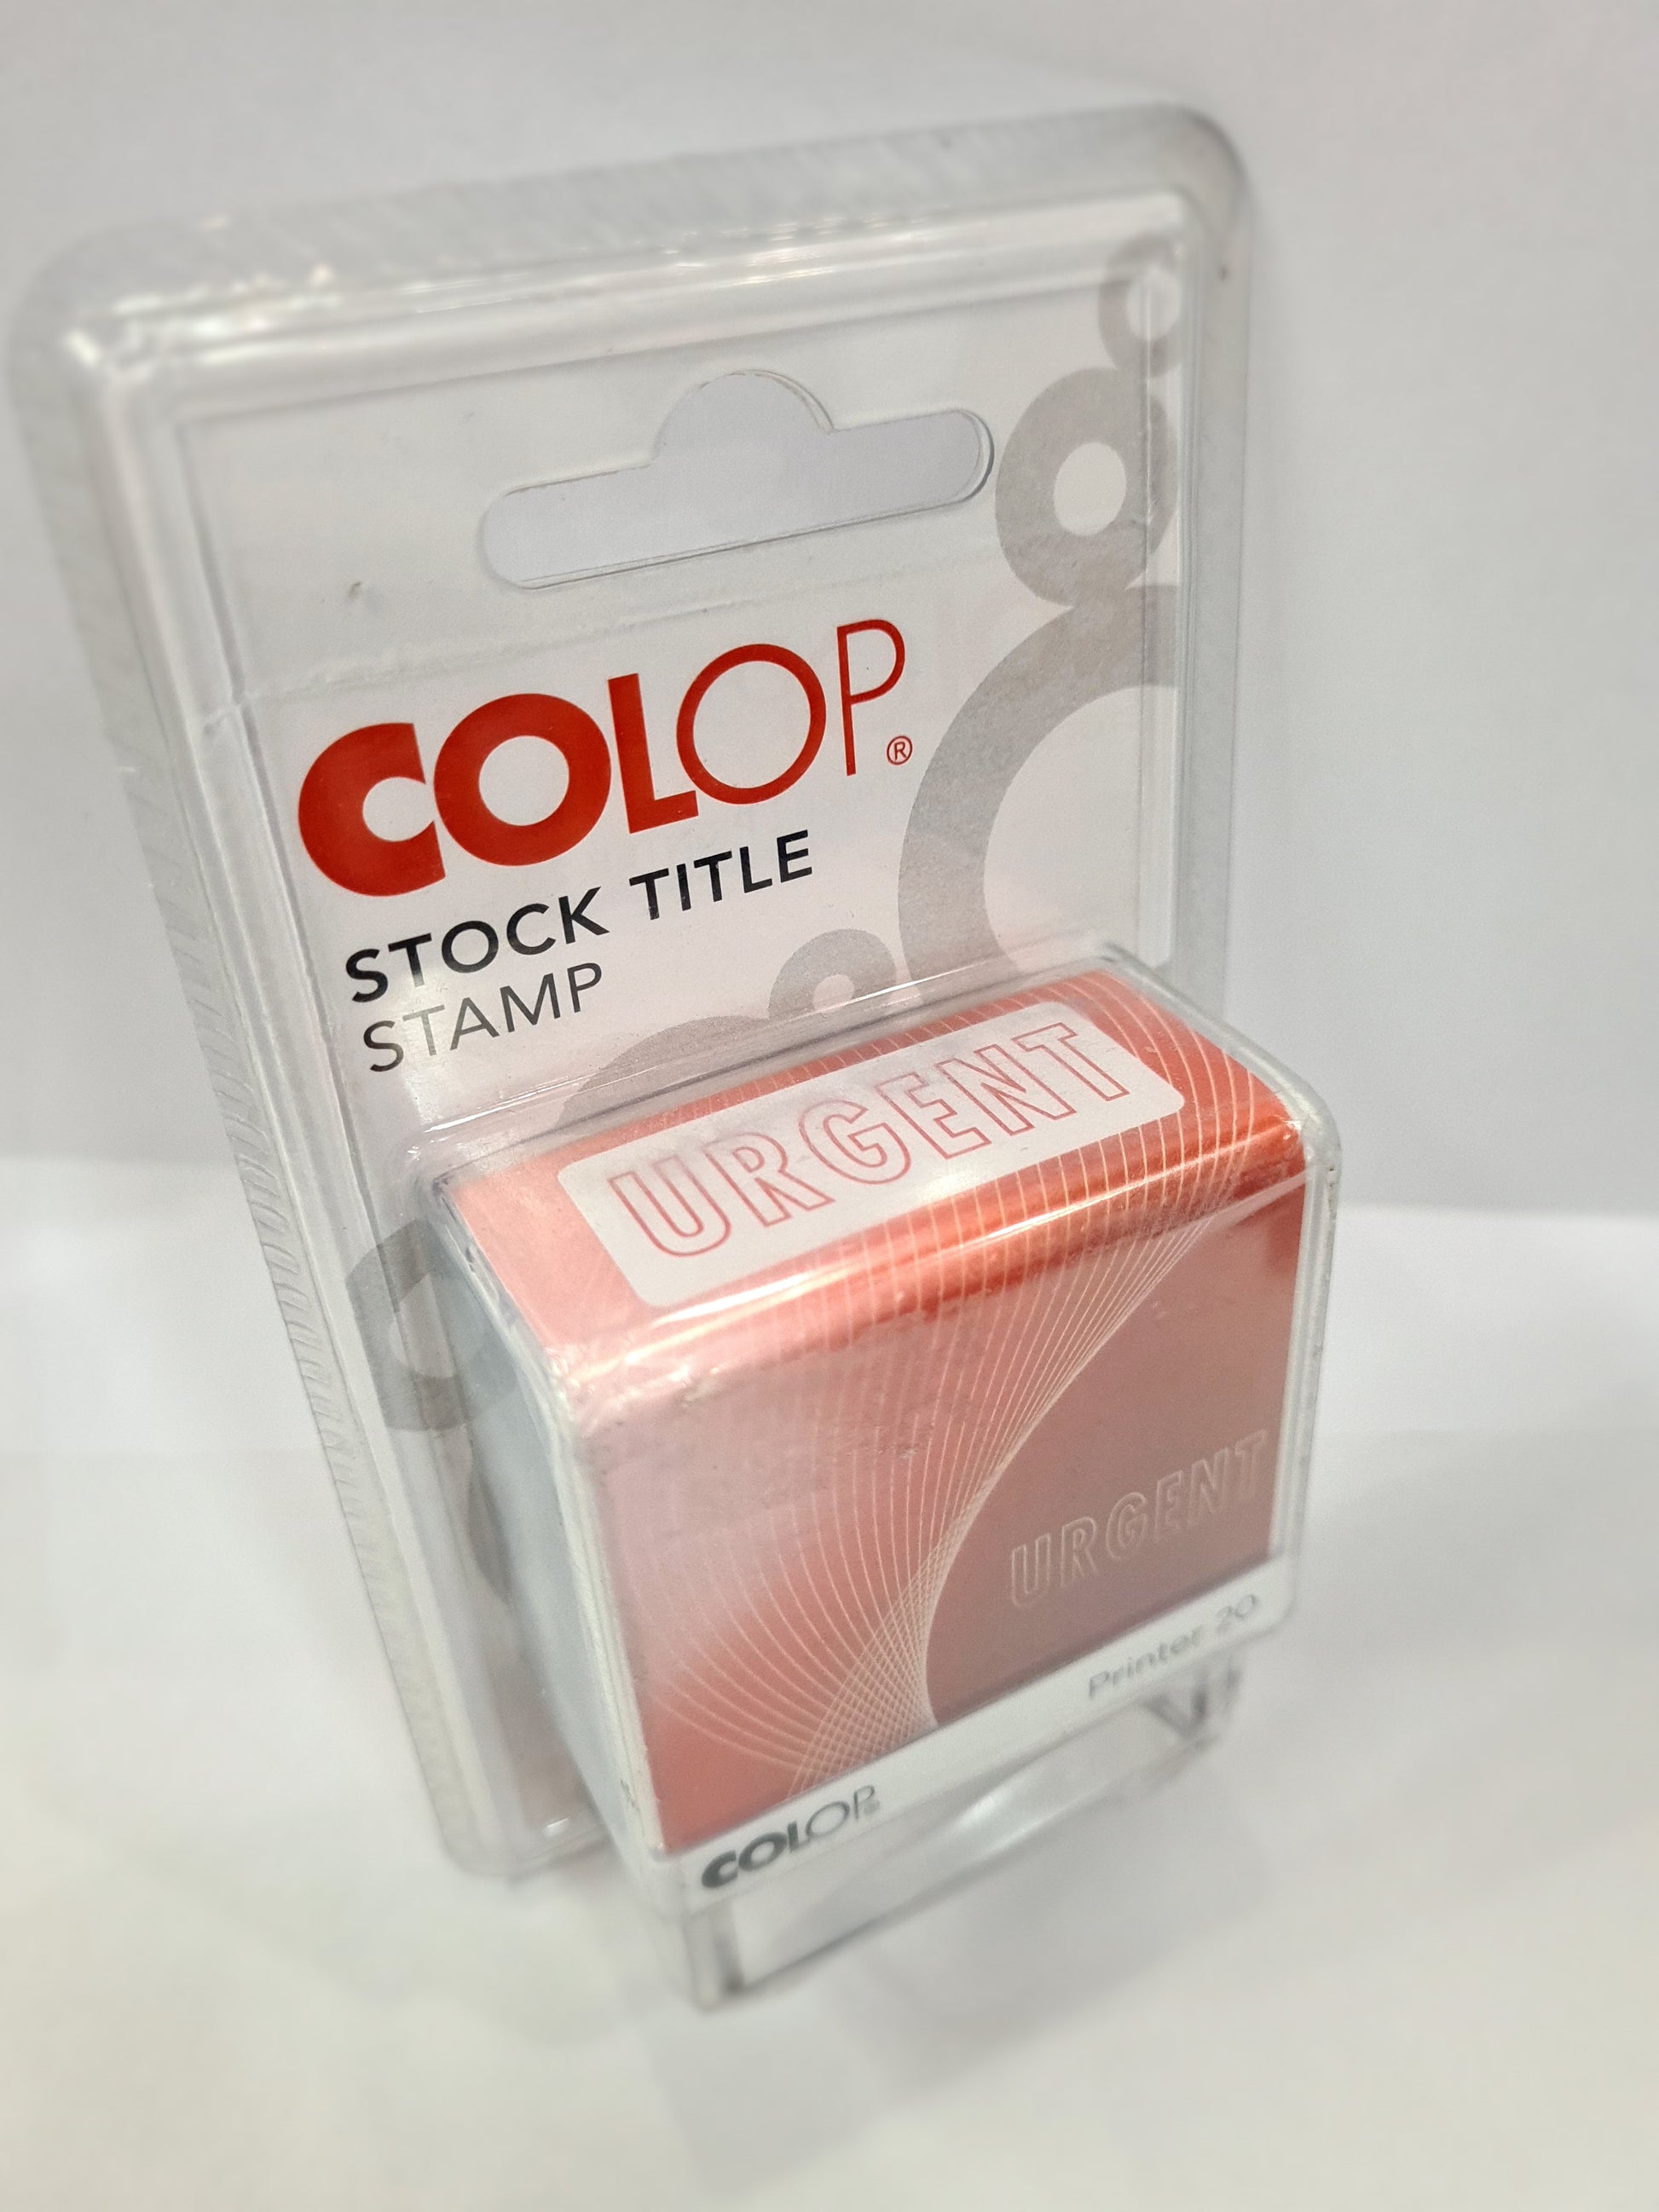 COLOP®
STOCK TITLE
STAMP
URGENT
URGENT
Printer 20
COLOP®